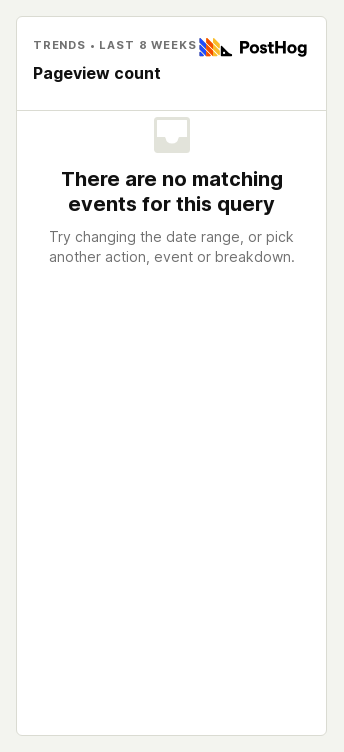 TRENDS • LAST 8 WEEKS
PostHog
Pageview count
There are no matching
events for this query
Try changing the date range, or pick
another action, event or breakdown.